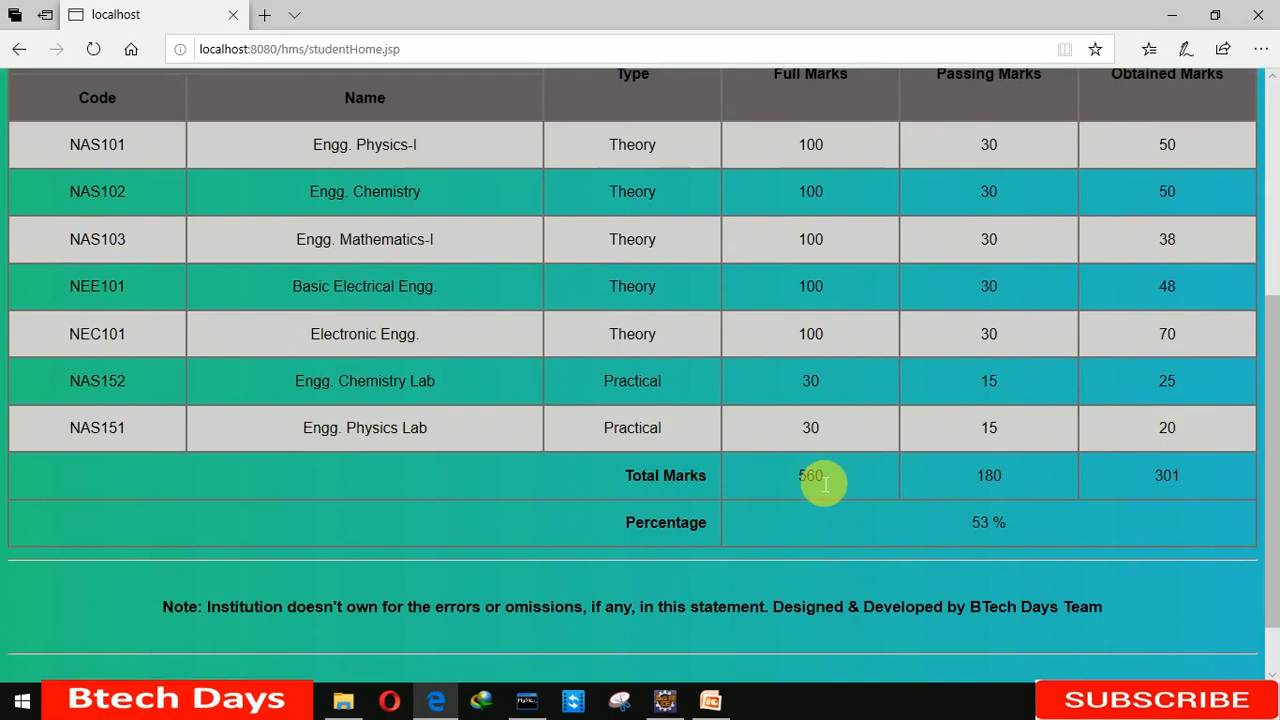 localhost
localhost:8080/hms/studentHome.jsp
Type Full Marks Passing Marks Obtained Marks
Code Name
NAS101 Engg. Physics-I Theory 100 30 50
NAS102 Engg. Chemistry Theory 100 30 50
NAS103 Engg. Mathematics-I Theory 100 30 38
NEE101 Basic Electrical Engg. Theory 100 30 48
NEC101 Electronic Engg. Theory 100 30 70
NAS152 Engg. Chemistry Lab Practical 30 15 25
NAS151 Engg. Physics Lab Practical 30 15 20
Total Marks 560 180 301
Percentage 53 %
Note: Institution doesn't own for the errors or omissions, if any, in this statement. Designed & Developed by BTech Days Team
Btech Days
SUBSCRIBE